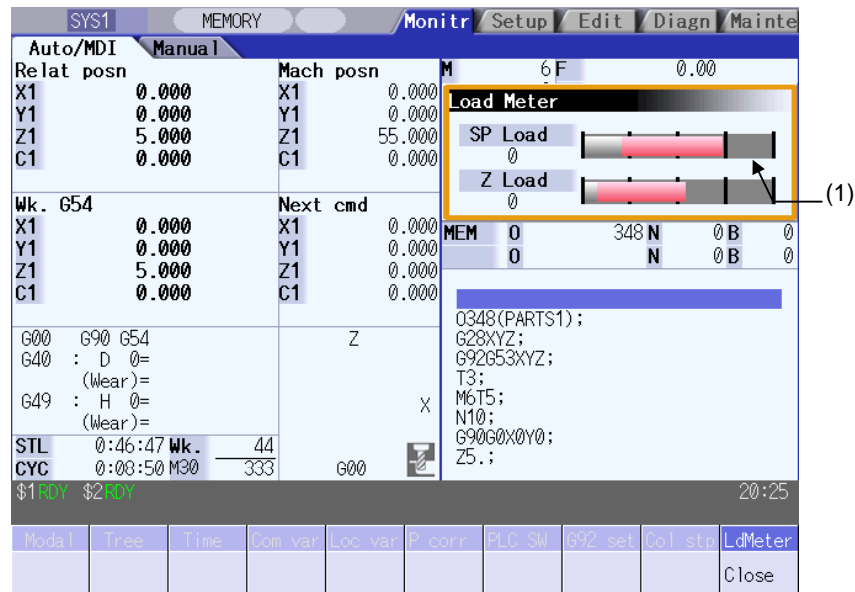 SYS1 MEMORY Monitr Setup Edit Diagn Mainte
Auto/MDI Manual
Relat posn
X1 0.000
Y1 0.000
Z1 5.000
C1 0.000
Mach posn
X1 0.000
Y1 0.000
Z1 55.000
C1 0.000
M 6 F 0.00
Load Meter
SP Load
0
Z Load
0
(1)
Wk. G54
X1 0.000
Y1 0.000
Z1 5.000
C1 0.000
Next cmd
X1 0.000
Y1 0.000
Z1 0.000
C1 0.000
MEM O 348 N 0 B 0
O N 0 B 0
O348(PARTS1);
G28XYZ;
G92G53XYZ;
T3;
M6T5;
N10;
G90G0X0Y0;
Z5.;
G00 G90 G54
G40 : D 0=
(Wear)=
G49 : H 0=
(Wear)=
Z
X
STL 0:46:47 Wk. 44
CYC 0:08:50 M30 333 G00
$1 RDY $2 RDY 20:25
Modal Tree Time Com var Loc var P corr PLC SW G92 set Col stp LdMeter
Close